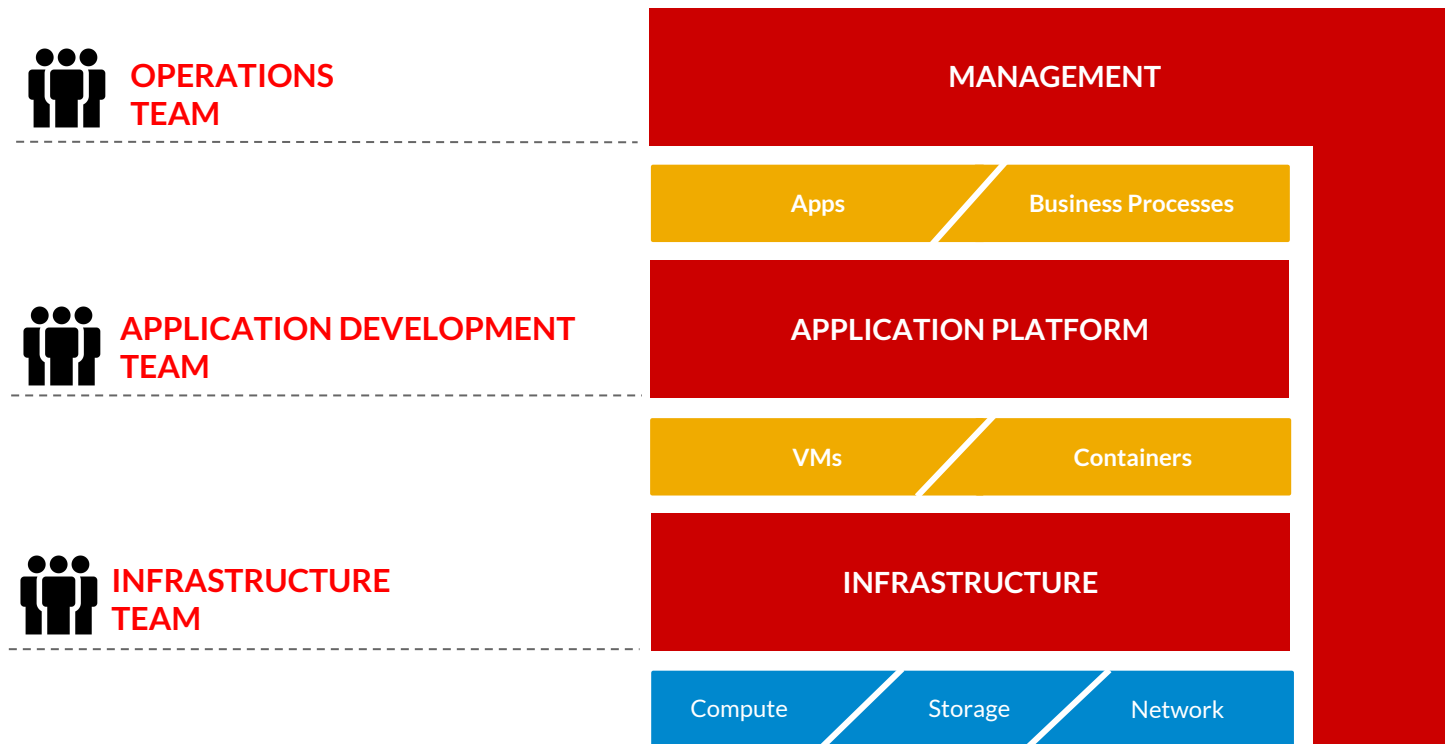 OPERATIONS
TEAM
MANAGEMENT
Apps
Business Processes
APPLICATION DEVELOPMENT
TEAM
APPLICATION PLATFORM
VMs
Containers
INFRASTRUCTURE
TEAM
INFRASTRUCTURE
Compute
Storage
Network